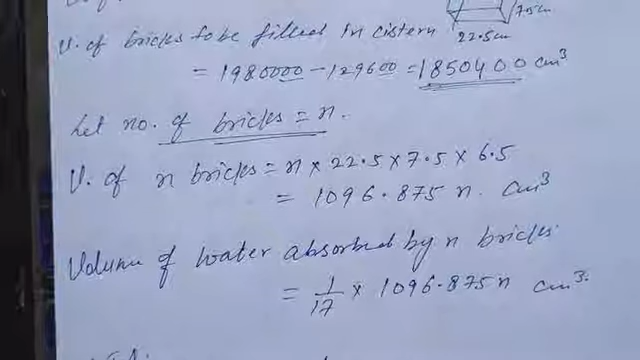 7.5cm
V. of bricks to be filled in cistern 22.5cm
= 1980000 - 129600 = 1850400 cm³
Let no. of bricks = n.
V. of n bricks = n × 22.5 × 7.5 × 6.5
= 1096.875 n. cm³
Volume of water absorbed by n bricks
= 1/17 × 1096.875 n cm³.